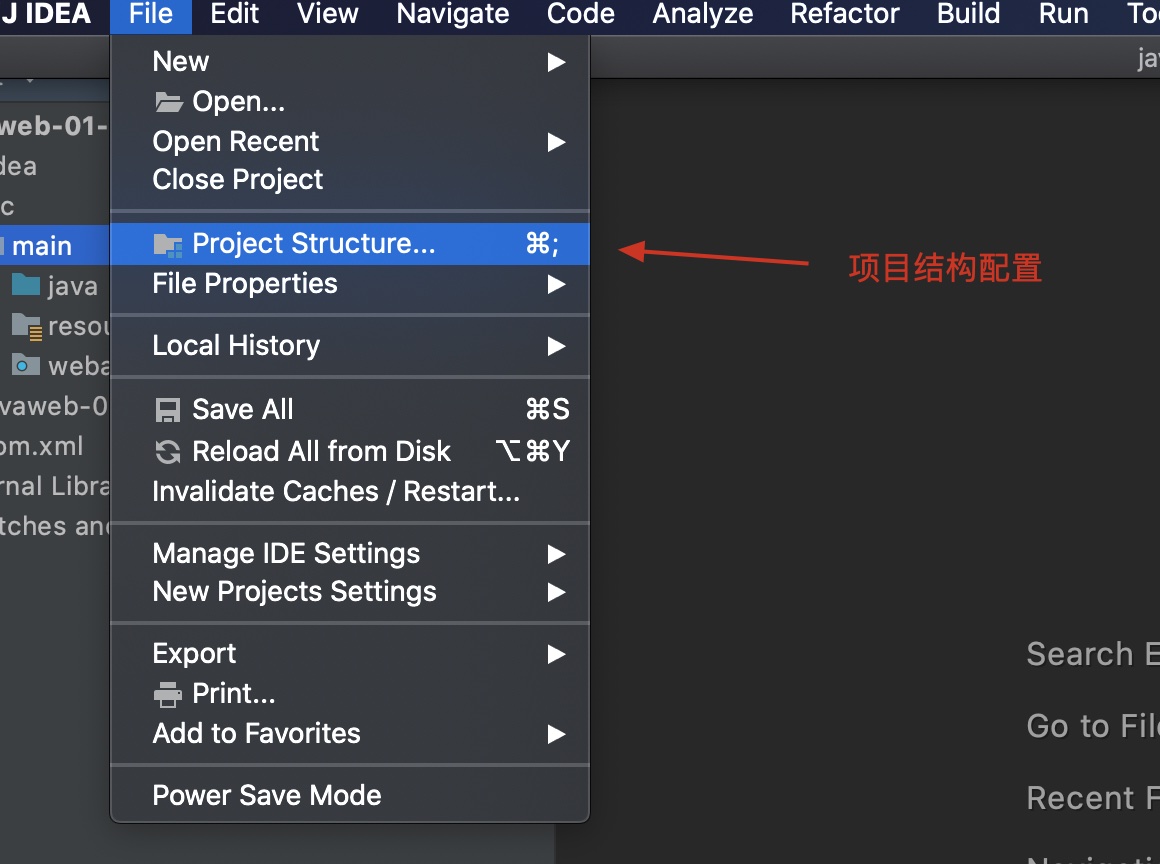 J IDEA File Edit View Navigate Code Analyze Refactor Build Run
New
Open...
Open Recent
Close Project
Project Structure... ⌘;
File Properties
Local History
Save All ⌘S
Reload All from Disk ⌥⌘Y
Invalidate Caches / Restart...
Manage IDE Settings
New Projects Settings
Export
Print...
Add to Favorites
Power Save Mode
web-01-
dea
c
main
java
resou
weba
vaweb-0
om.xml
rnal Libra
tches and
项目结构配置
ja
Search E
Go to File
Recent F